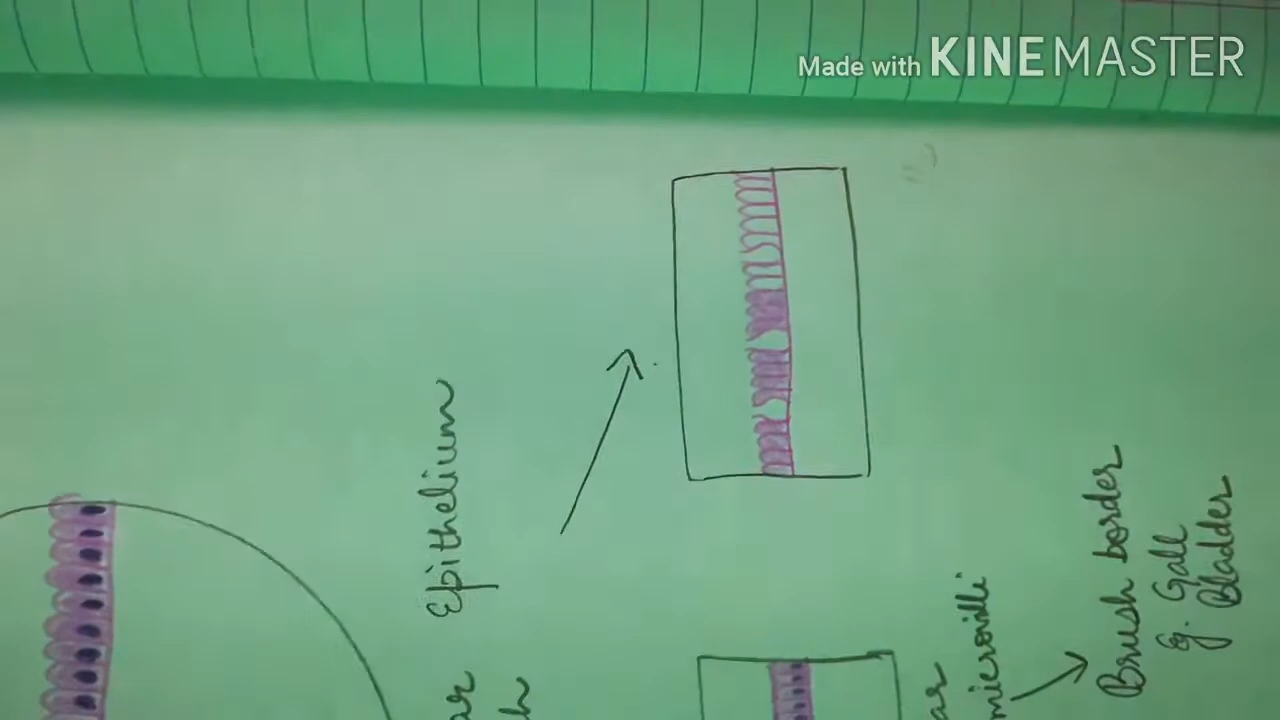 Made with KINEMASTER
Epithelium
microvilli
Brush border
Eg. Gall
Bladder